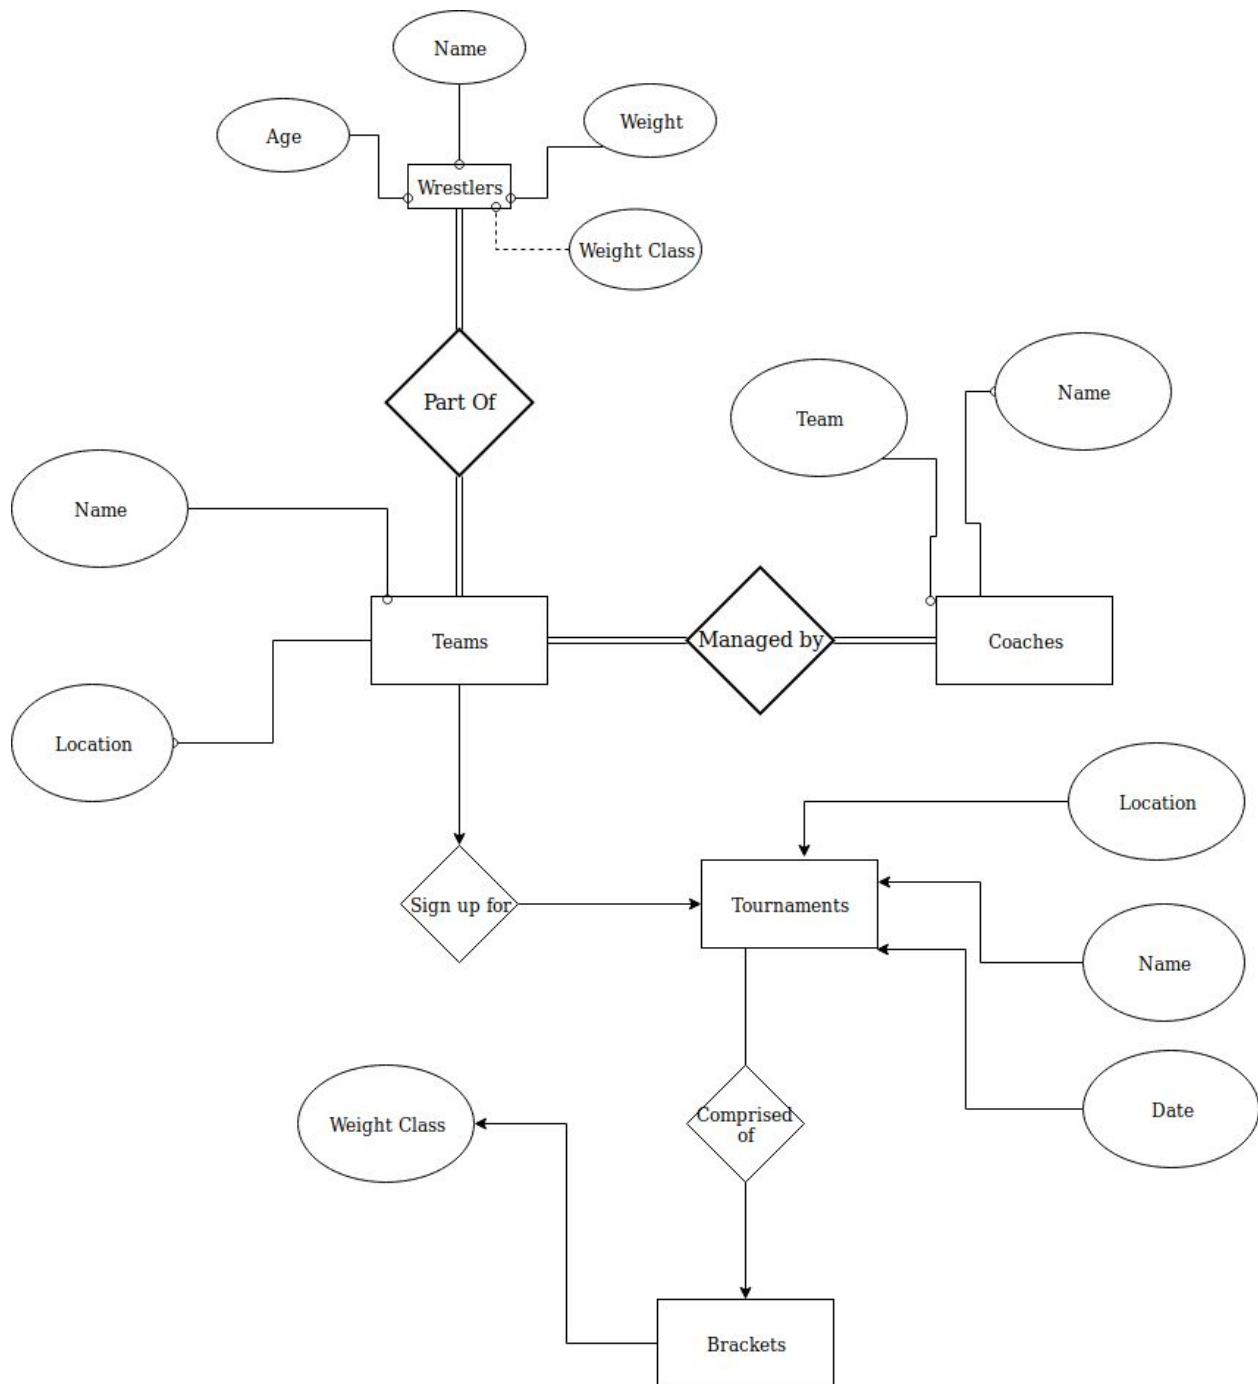 Name
Age
Weight
Wrestlers
Weight Class
Part Of
Team
Name
Name
Teams
Managed by
Coaches
Location
Location
Sign up for
Tournaments
Name
Weight Class
Comprised
of
Date
Brackets